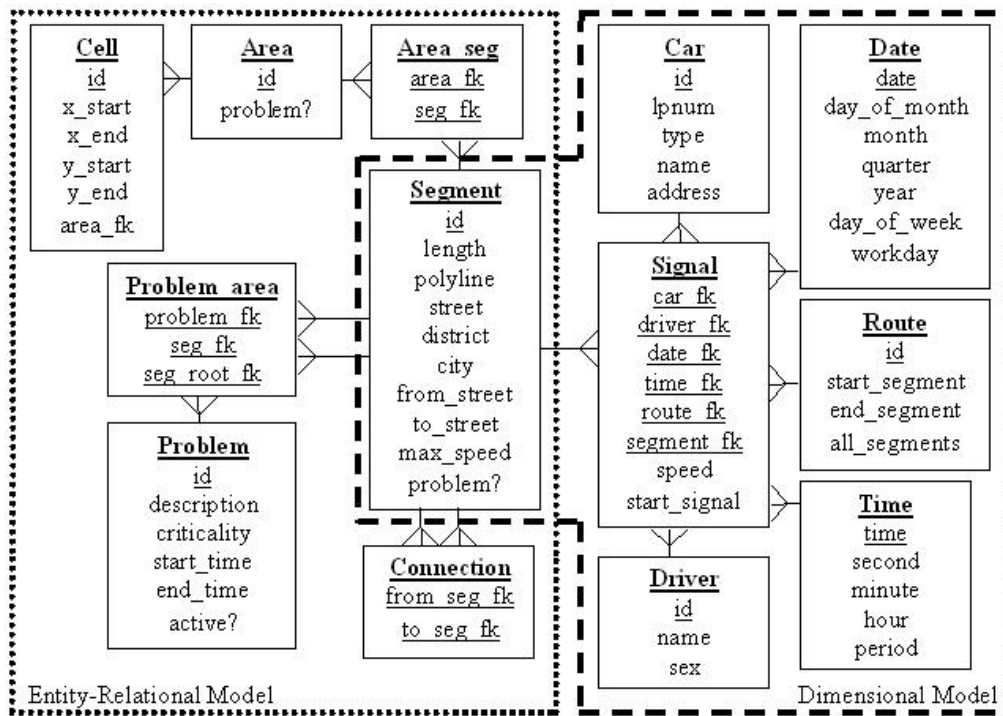 Cell
id
x_start
x_end
y_start
y_end
area_fk
Area
id
problem?
Area_seg
area_fk
seg_fk
Car
id
lpnum
type
name
address
Date
date
day_of_month
month
quarter
year
day_of_week
workday
Segment
id
length
polyline
street
district
city
from_street
to_street
max_speed
problem?
Problem_area
problem_fk
seg_fk
seg_root_fk
Signal
car_fk
driver_fk
date_fk
time_fk
route_fk
segment_fk
speed
start_signal
Route
id
start_segment
end_segment
all_segments
Problem
id
description
criticality
start_time
end_time
active?
Connection
from_seg_fk
to_seg_fk
Driver
id
name
sex
Time
time
second
minute
hour
period
Entity-Relational Model
Dimensional Model